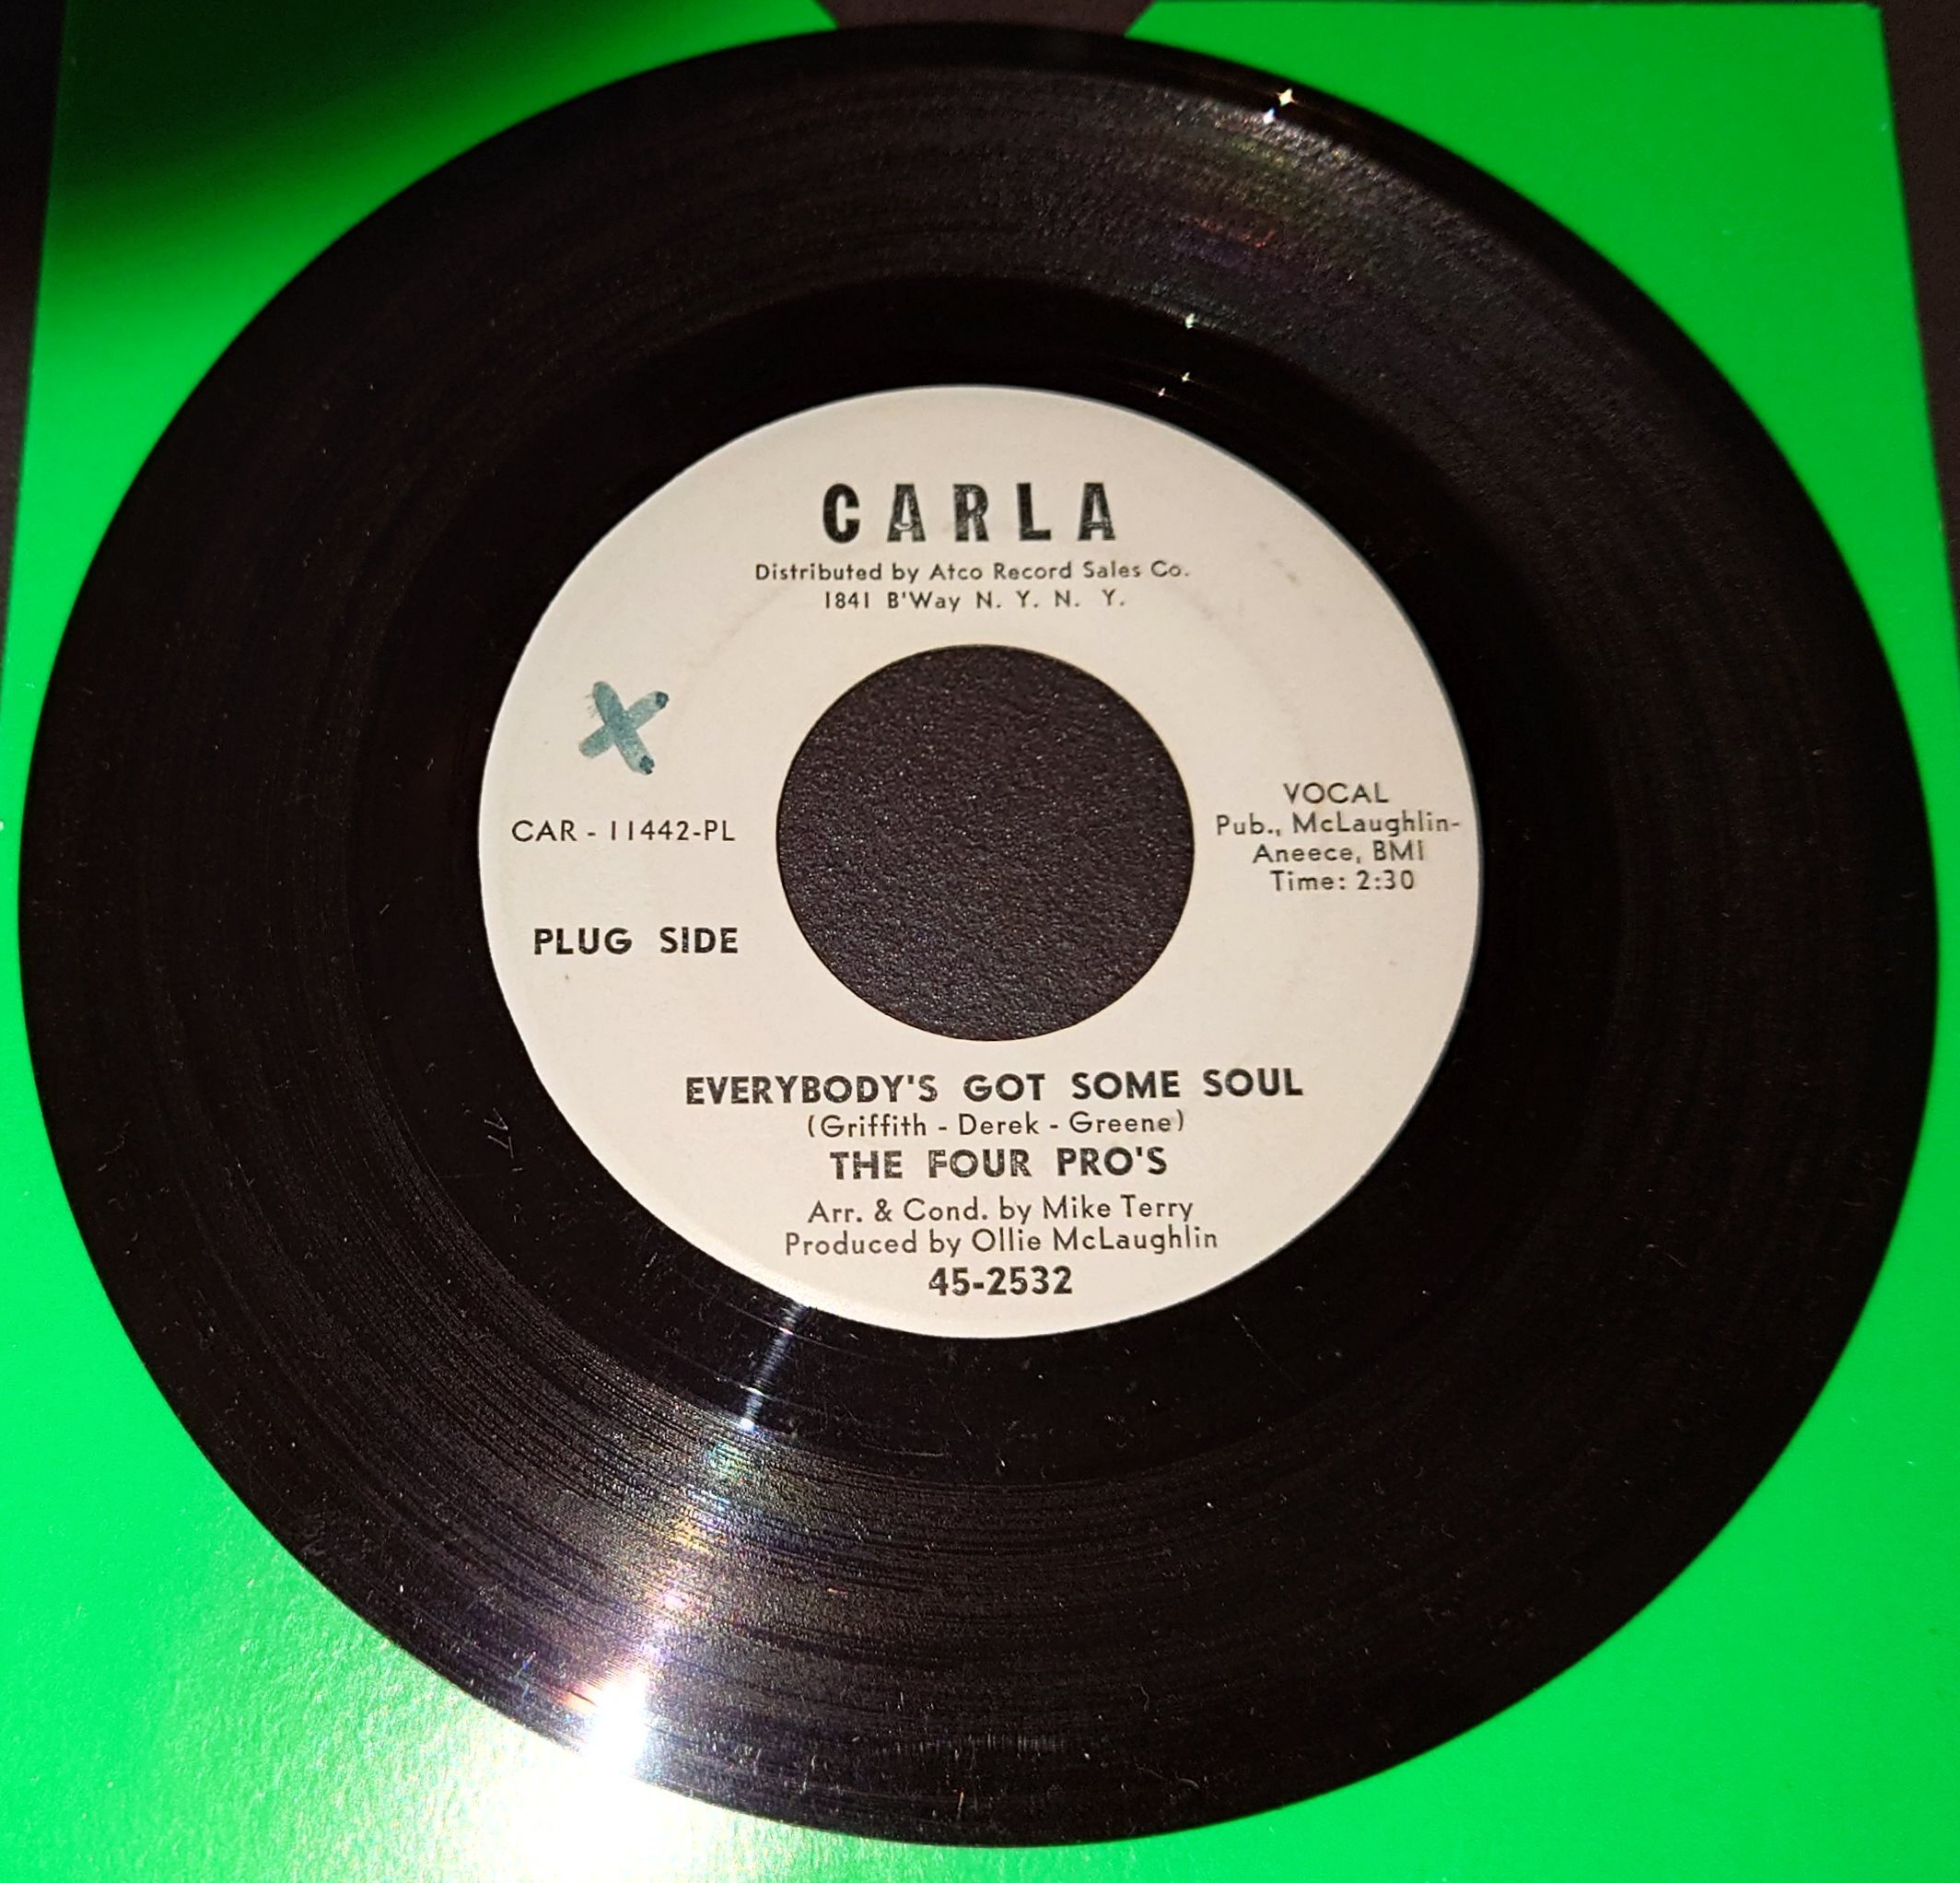 CARLA
Distributed by Atco Record Sales Co.
1841 B'Way N. Y. N. Y.
X
CAR - 11442-PL
PLUG SIDE
VOCAL
Pub., McLaughlin-
Aneece, BMI
Time: 2:30
EVERYBODY'S GOT SOME SOUL
(Griffith - Derek - Greene)
THE FOUR PRO'S
Arr. & Cond. by Mike Terry
Produced by Ollie McLaughlin
45-2532